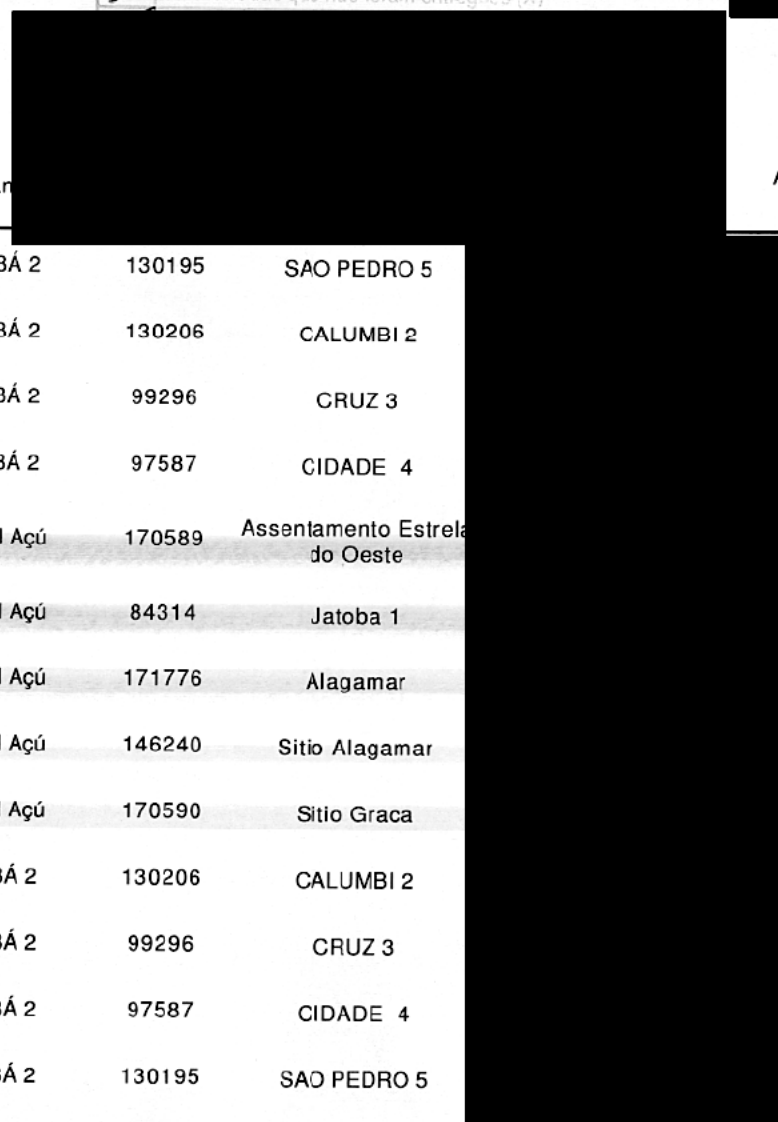 BÁ 2 130195 SAO PEDRO 5
BÁ 2 130206 CALUMBI 2
BÁ 2 99296 CRUZ 3
BÁ 2 97587 CIDADE 4
Açú 170589 Assentamento Estrela
do Oeste
Açú 84314 Jatoba 1
Açú 171776 Alagamar
Açú 146240 Sitio Alagamar
Açú 170590 Sitio Graca
BÁ 2 130206 CALUMBI 2
BÁ 2 99296 CRUZ 3
BÁ 2 97587 CIDADE 4
BÁ 2 130195 SAO PEDRO 5